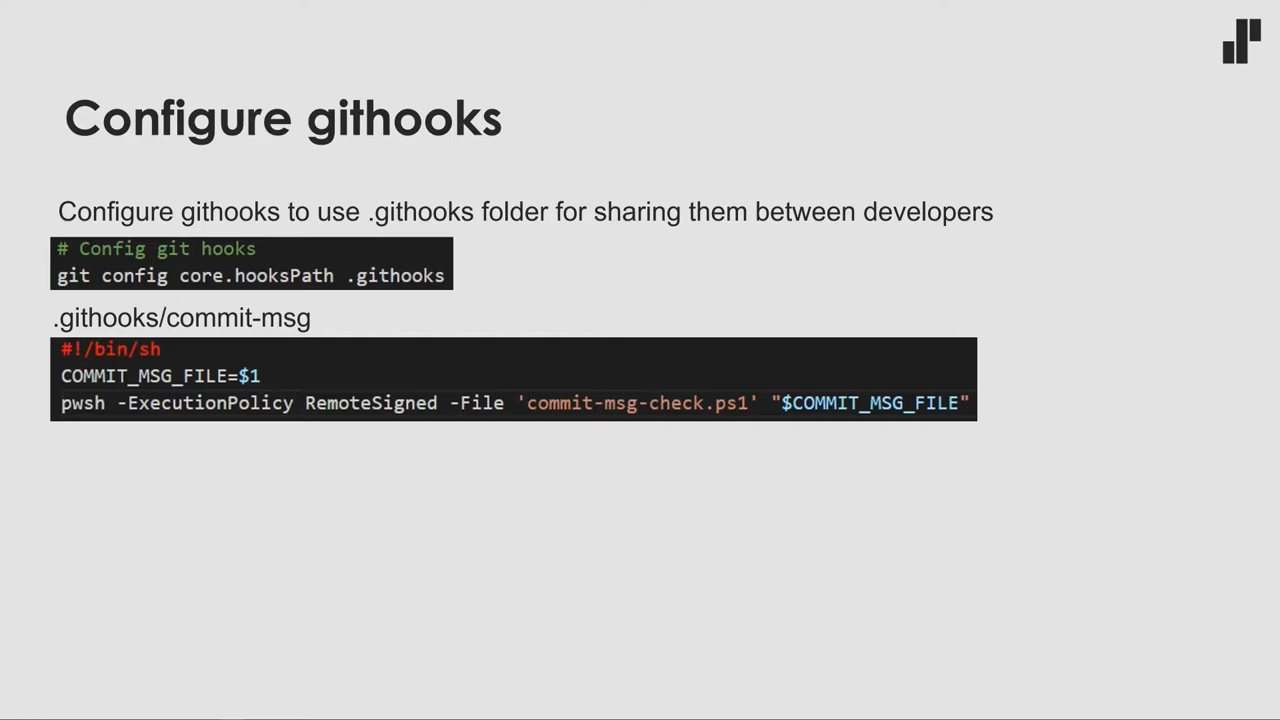 Configure githooks
Configure githooks to use .githooks folder for sharing them between developers
# Config git hooks
git config core.hooksPath .githooks
.githooks/commit-msg
#!/bin/sh
COMMIT_MSG_FILE=$1
pwsh -ExecutionPolicy RemoteSigned -File 'commit-msg-check.ps1' "$COMMIT_MSG_FILE"